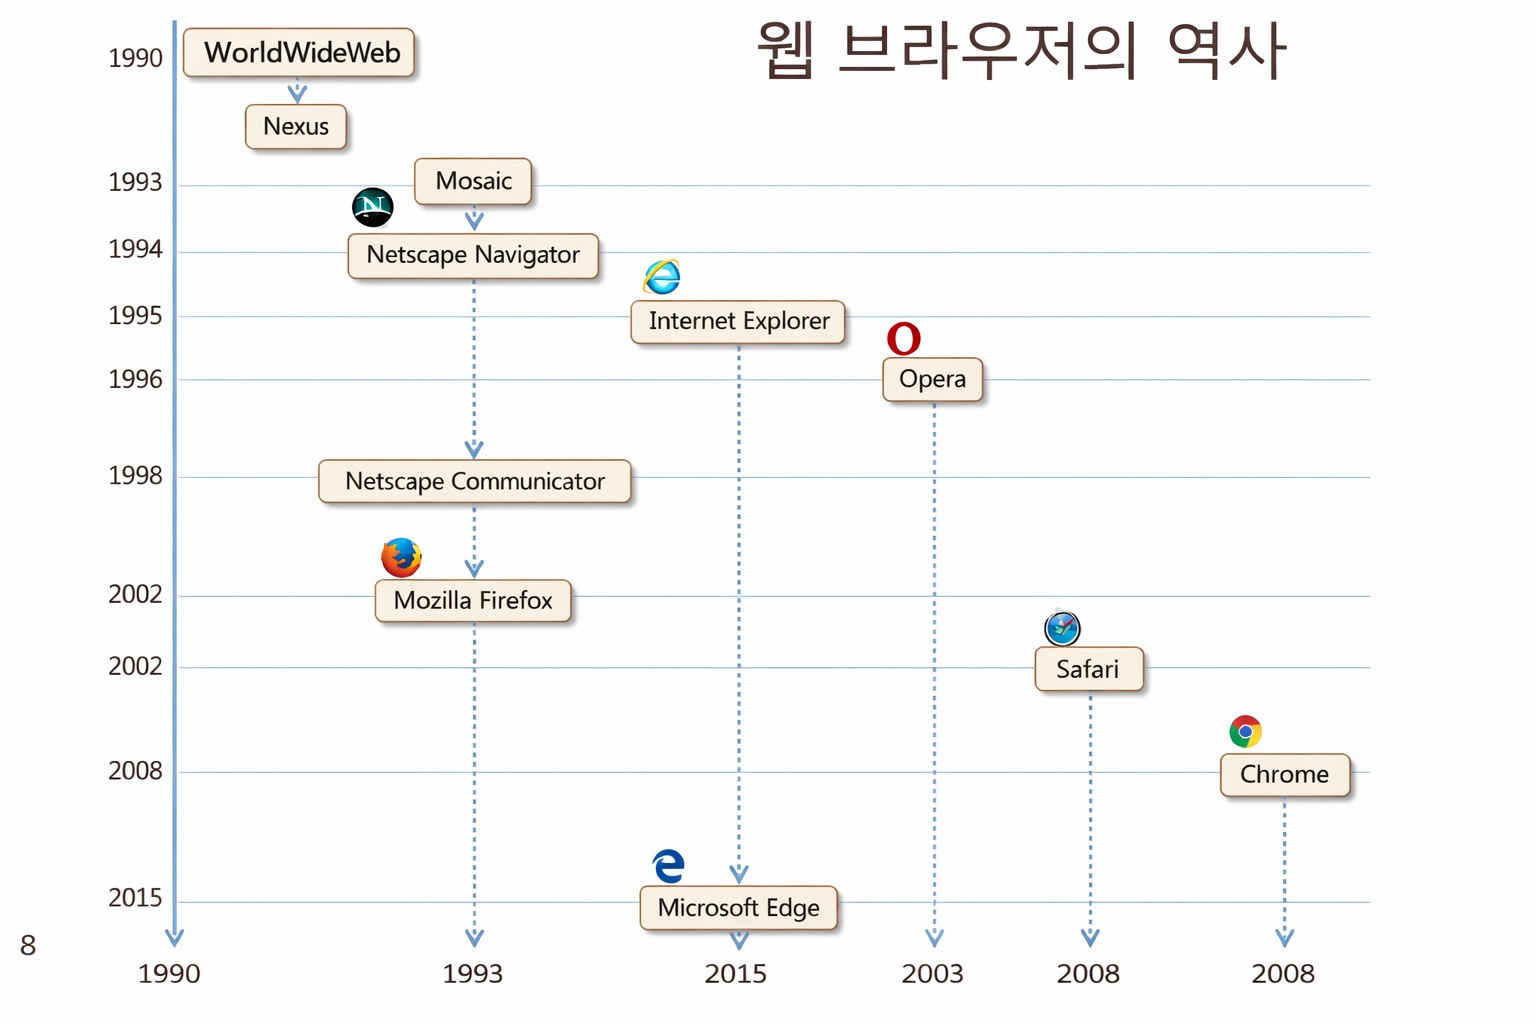 웹 브라우저의 역사
1990
WorldWideWeb
Nexus
1993
Mosaic
N
1994
Netscape Navigator
1995
Internet Explorer
1996
Opera
1998
Netscape Communicator
2002
Mozilla Firefox
2002
Safari
2008
Chrome
2015
Microsoft Edge
8
1990 1993 2015 2003 2008 2008